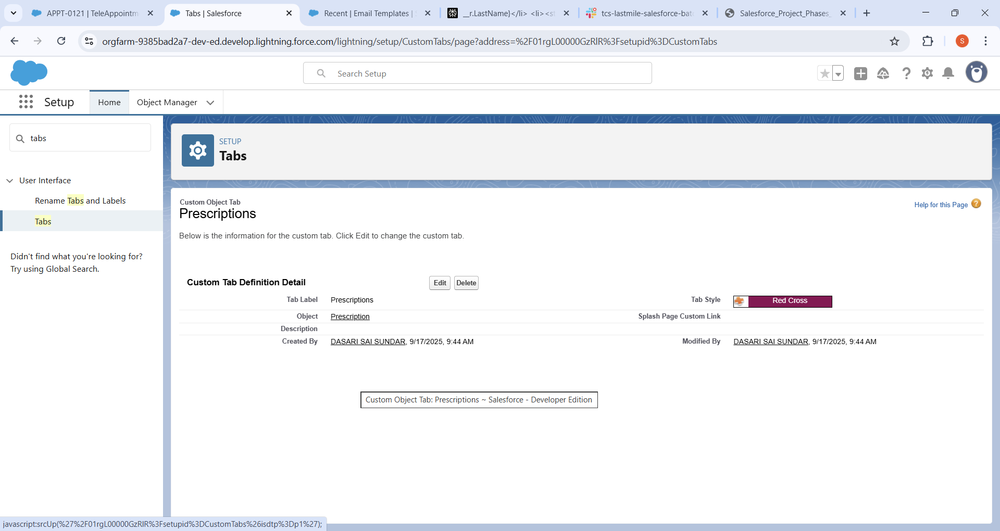 APPT-0121 | TeleAppointm
Tabs | Salesforce
Recent | Email Templates |
__r.LastName}</li> <li><st
tcs-lastmile-salesforce-bat
Salesforce_Project_Phases_
orgfarm-9385bad2a7-dev-ed.develop.lightning.force.com/lightning/setup/CustomTabs/page?address=%2F01rgL00000GzRlR%3Fsetupid%3DCustomTabs
S
Search Setup
Setup
Home
Object Manager
tabs
User Interface
Rename Tabs and Labels
Tabs
Didn't find what you're looking for?
Try using Global Search.
SETUP
Tabs
Custom Object Tab
Prescriptions
Help for this Page
Below is the information for the custom tab. Click Edit to change the custom tab.
Custom Tab Definition Detail
Edit
Delete
Tab Label Prescriptions
Tab Style Red Cross
Object Prescription
Splash Page Custom Link
Description
Created By DASARI SAI SUNDAR, 9/17/2025, 9:44 AM
Modified By DASARI SAI SUNDAR, 9/17/2025, 9:44 AM
Custom Object Tab: Prescriptions ~ Salesforce - Developer Edition
javascript:srcUp(%27%2F01rgL00000GzRlR%3Fsetupid%3DCustomTabs%26isdtp%3Dp1%27);